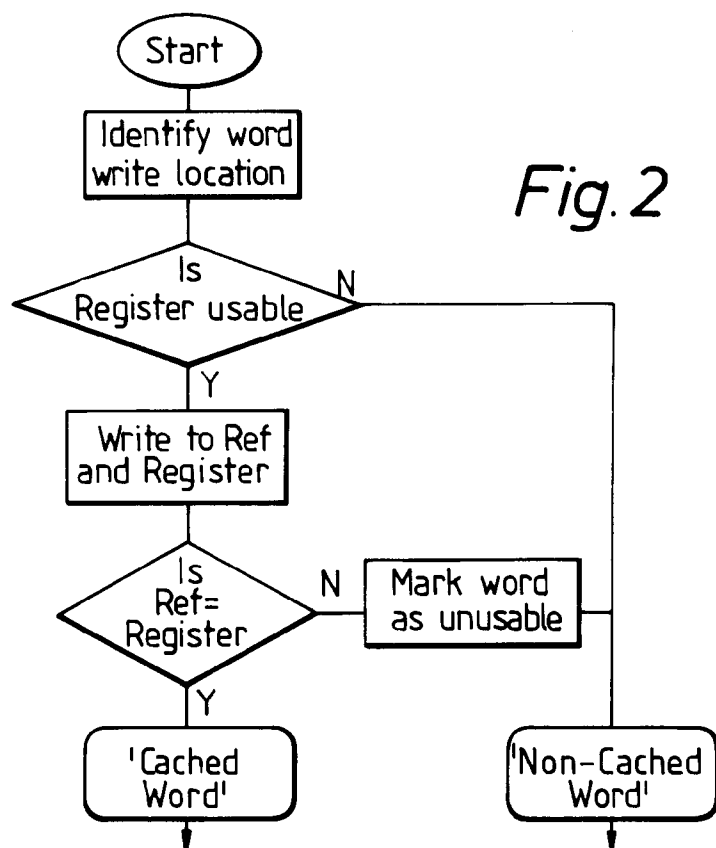 Start
Identify word
write location
Fig. 2
Is
Register usable
N
Y
Write to Ref
and Register
Is
Ref=
Register
N
Mark word
as unusable
Y
'Cached
Word'
'Non-Cached
Word'